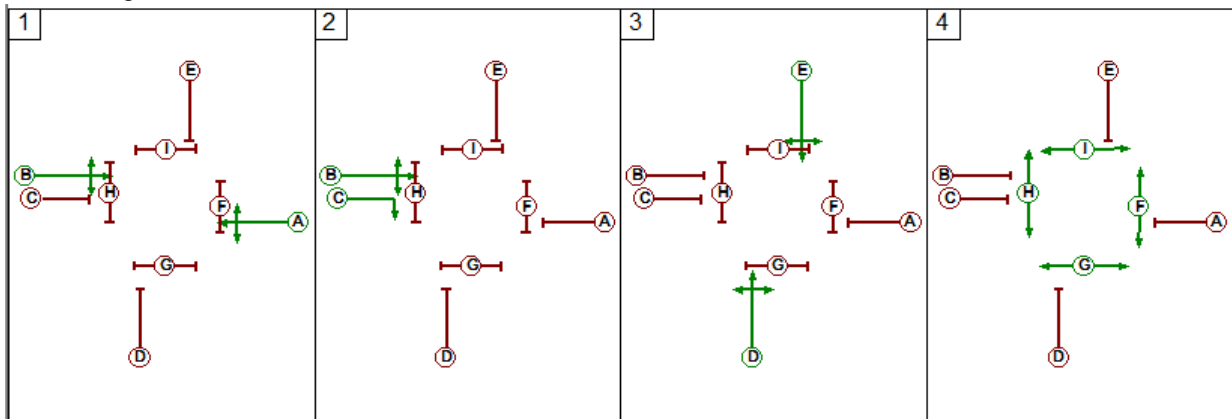 1 2 3 4
E E E E
I I I I
B B B B
H H H H
C C C C
F F F F
A A A A
G G G G
D D D D